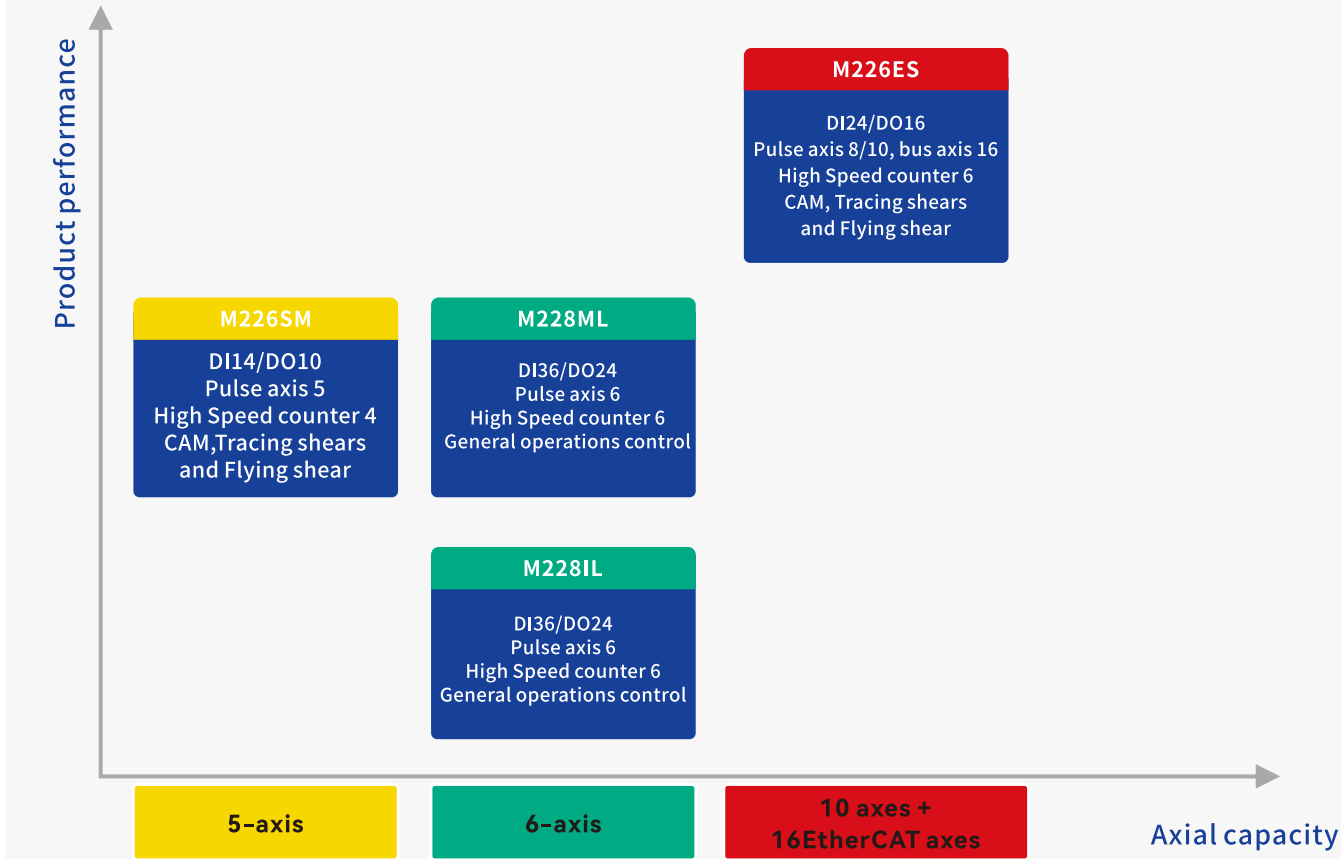 Product performance
M226ES
DI24/DO16
Pulse axis 8/10, bus axis 16
High Speed counter 6
CAM, Tracing shears
and Flying shear
M226SM
DI14/DO10
Pulse axis 5
High Speed counter 4
CAM,Tracing shears
and Flying shear
M228ML
DI36/DO24
Pulse axis 6
High Speed counter 6
General operations control
M228IL
DI36/DO24
Pulse axis 6
High Speed counter 6
General operations control
5-axis
6-axis
10 axes +
16EtherCAT axes
Axial capacity